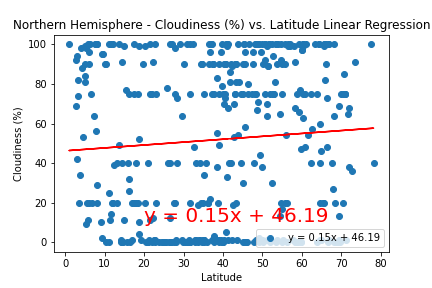 Northern Hemisphere - Cloudiness (%) vs. Latitude Linear Regression
100
80
60
40
20
0
Cloudiness (%)
y = 0.15x + 46.19
y = 0.15x + 46.19
0 10 20 30 40 50 60 70 80
Latitude